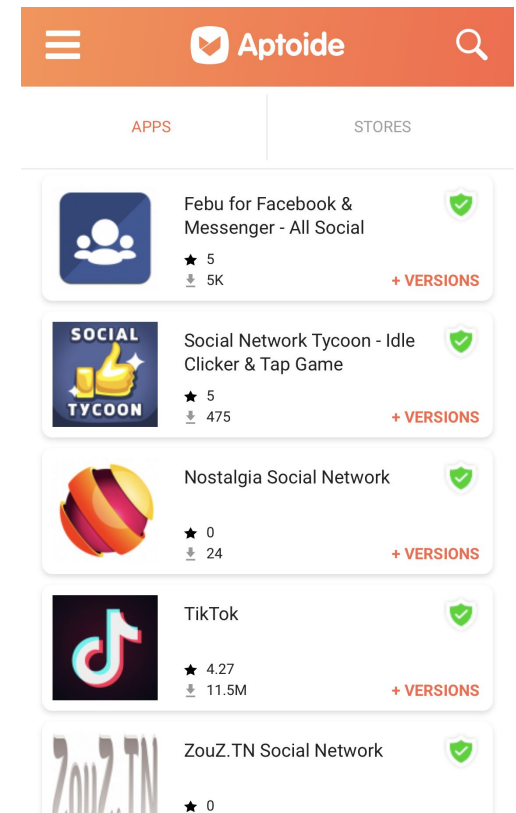 Aptoide
APPS
STORES
Febu for Facebook &
Messenger - All Social
5
5K
+ VERSIONS
SOCIAL
TYCOON
Social Network Tycoon - Idle
Clicker & Tap Game
5
475
+ VERSIONS
Nostalgia Social Network
0
24
+ VERSIONS
TikTok
4.27
11.5M
+ VERSIONS
ZouZ.TN
ZouZ.TN Social Network
0